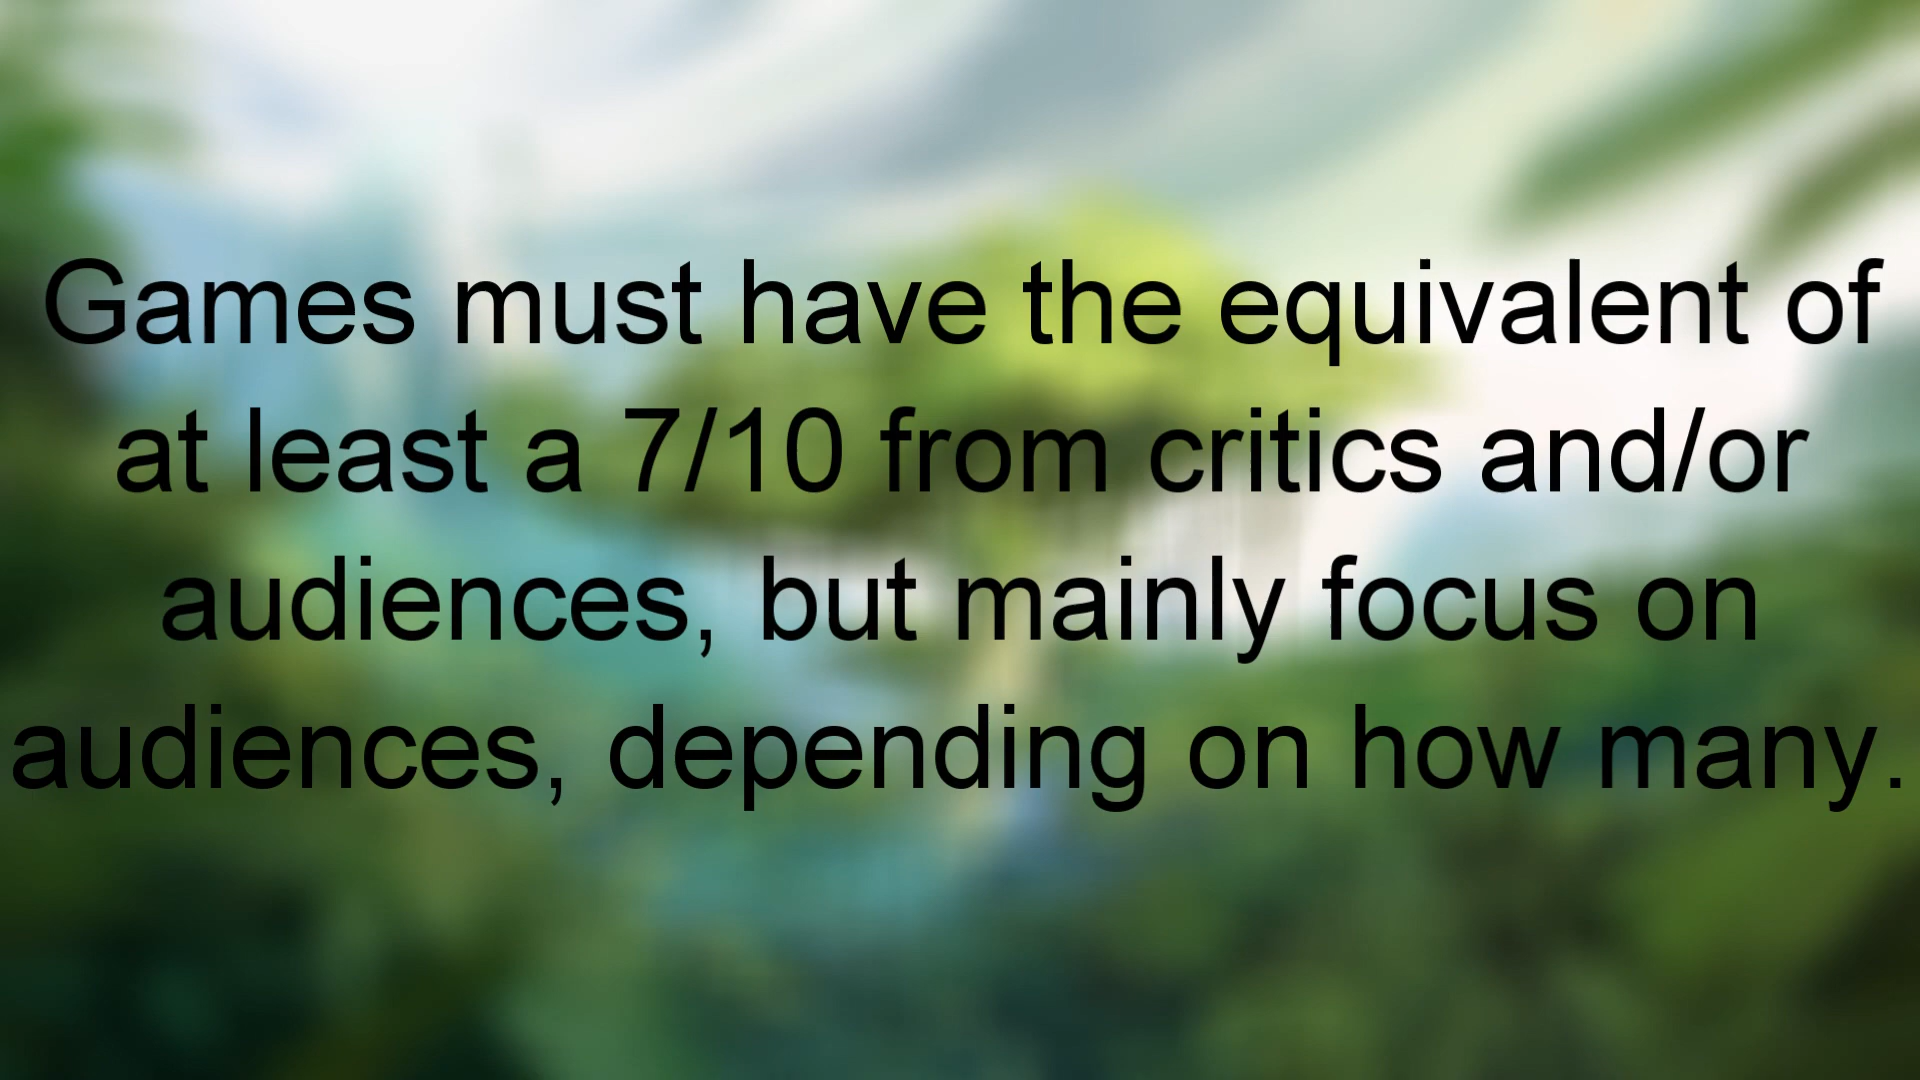 Games must have the equivalent of
at least a 7/10 from critics and/or
audiences, but mainly focus on
audiences, depending on how many.